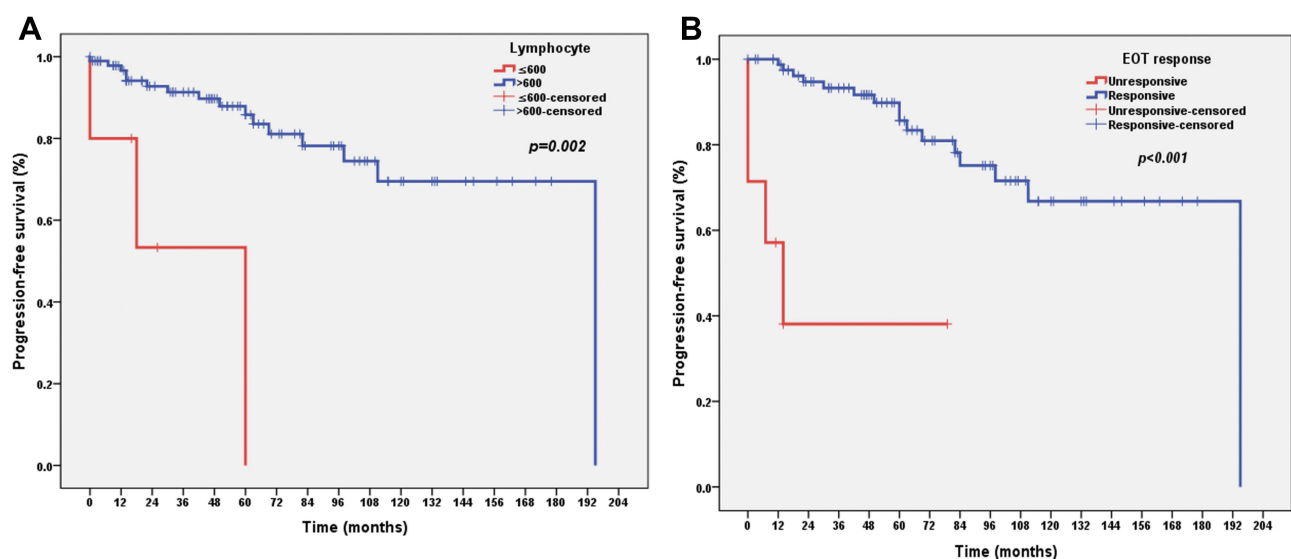 A
Lymphocyte
≤600
>600
≤600-censored
>600-censored
p=0.002
Progression-free survival (%)
1.0
0.8
0.6
0.4
0.2
0.0
0 12 24 36 48 60 72 84 96 108 120 132 144 156 168 180 192 204
Time (months)
B
EOT response
Unresponsive
Responsive
Unresponsive-censored
Responsive-censored
p<0.001
Progression-free survival (%)
1.0
0.8
0.6
0.4
0.2
0.0
0 12 24 36 48 60 72 84 96 108 120 132 144 156 168 180 192 204
Time (months)